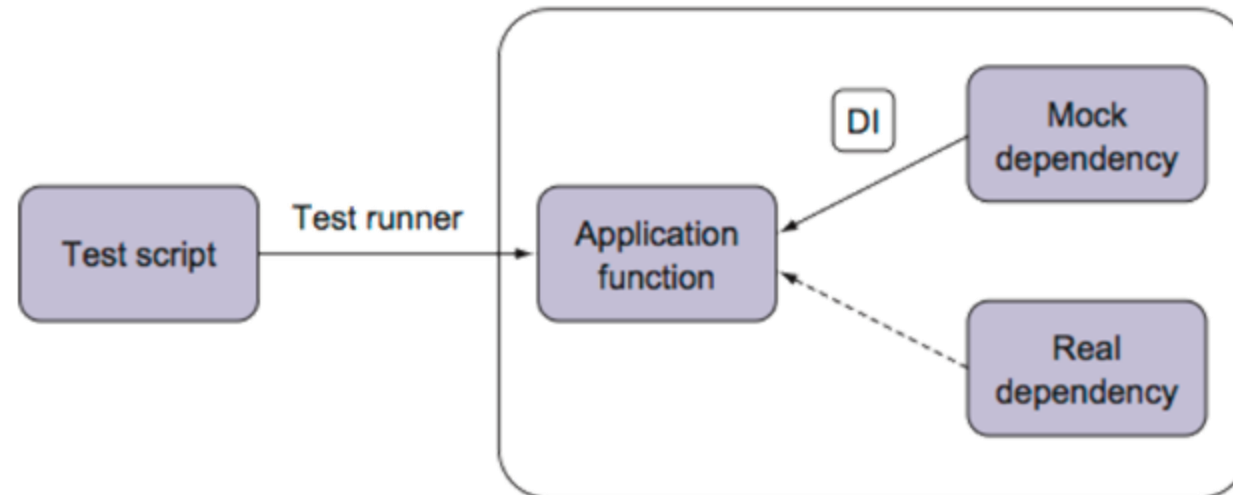 Test script
Test runner
Application
function
DI
Mock
dependency
Real
dependency